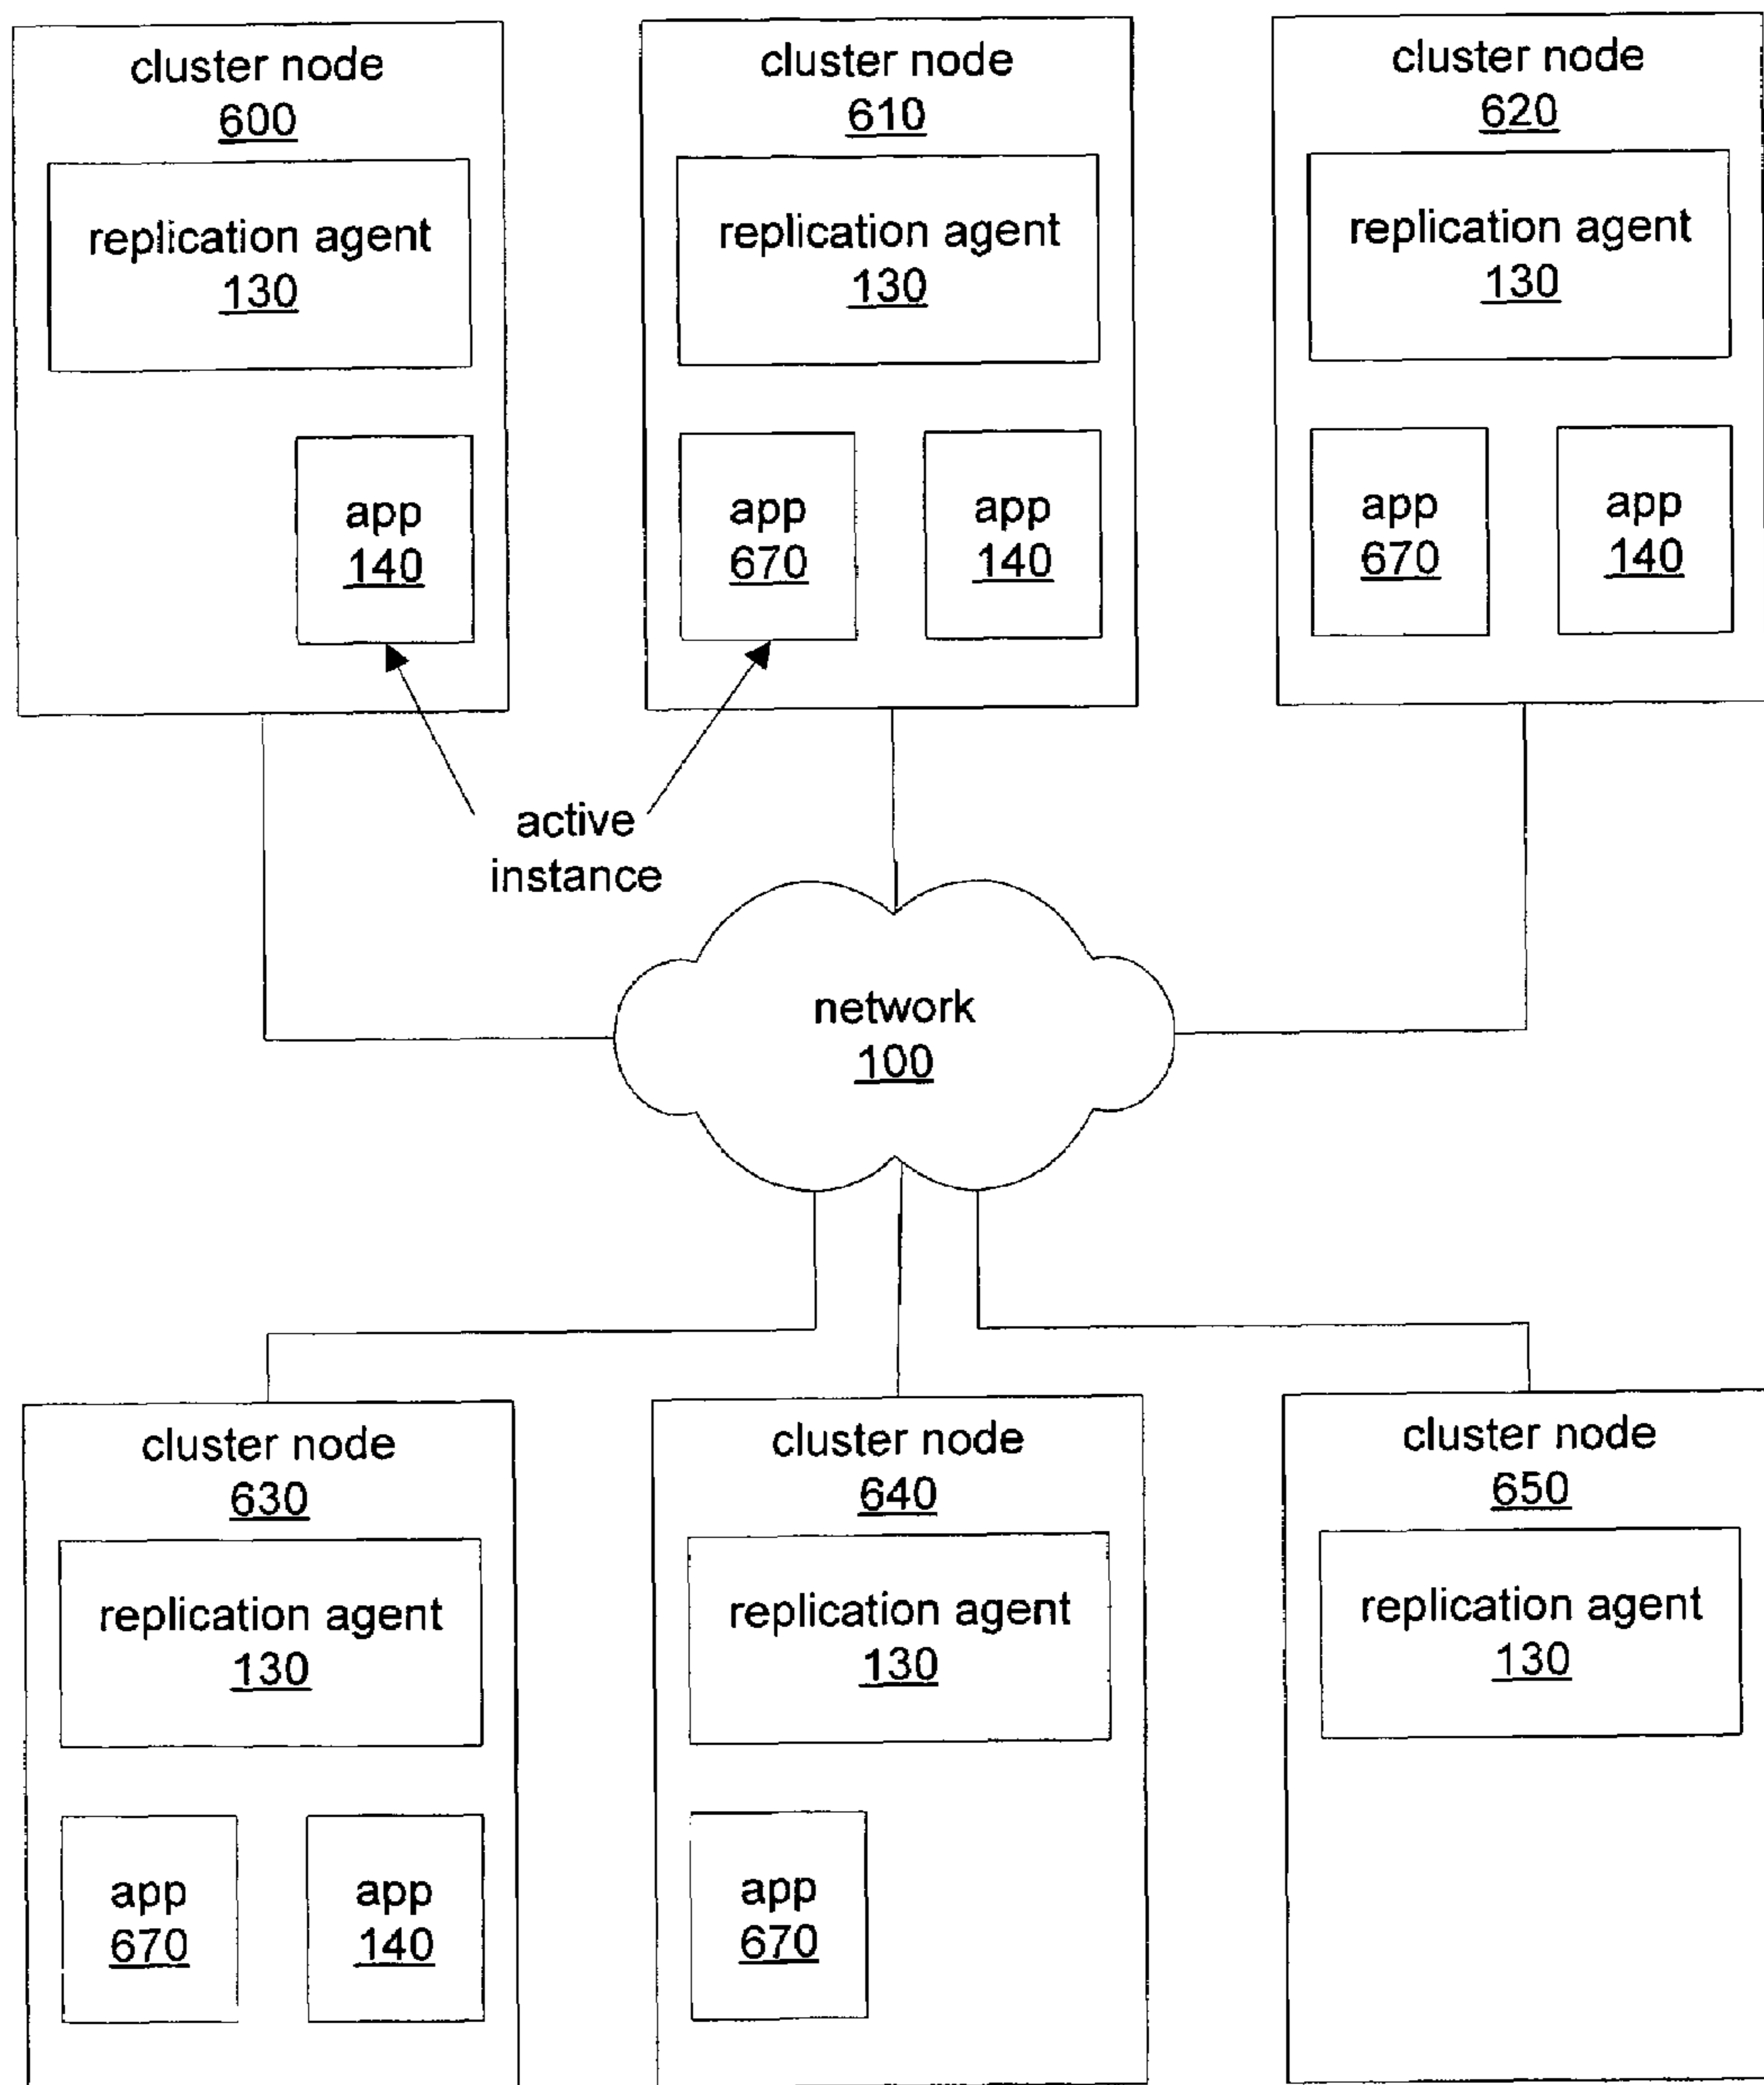 cluster node
600
replication agent
130
app
140
cluster node
610
replication agent
130
app
670
app
140
cluster node
620
replication agent
130
app
670
app
140
active
instance
network
100
cluster node
630
replication agent
130
app
670
app
140
cluster node
640
replication agent
130
app
670
cluster node
650
replication agent
130